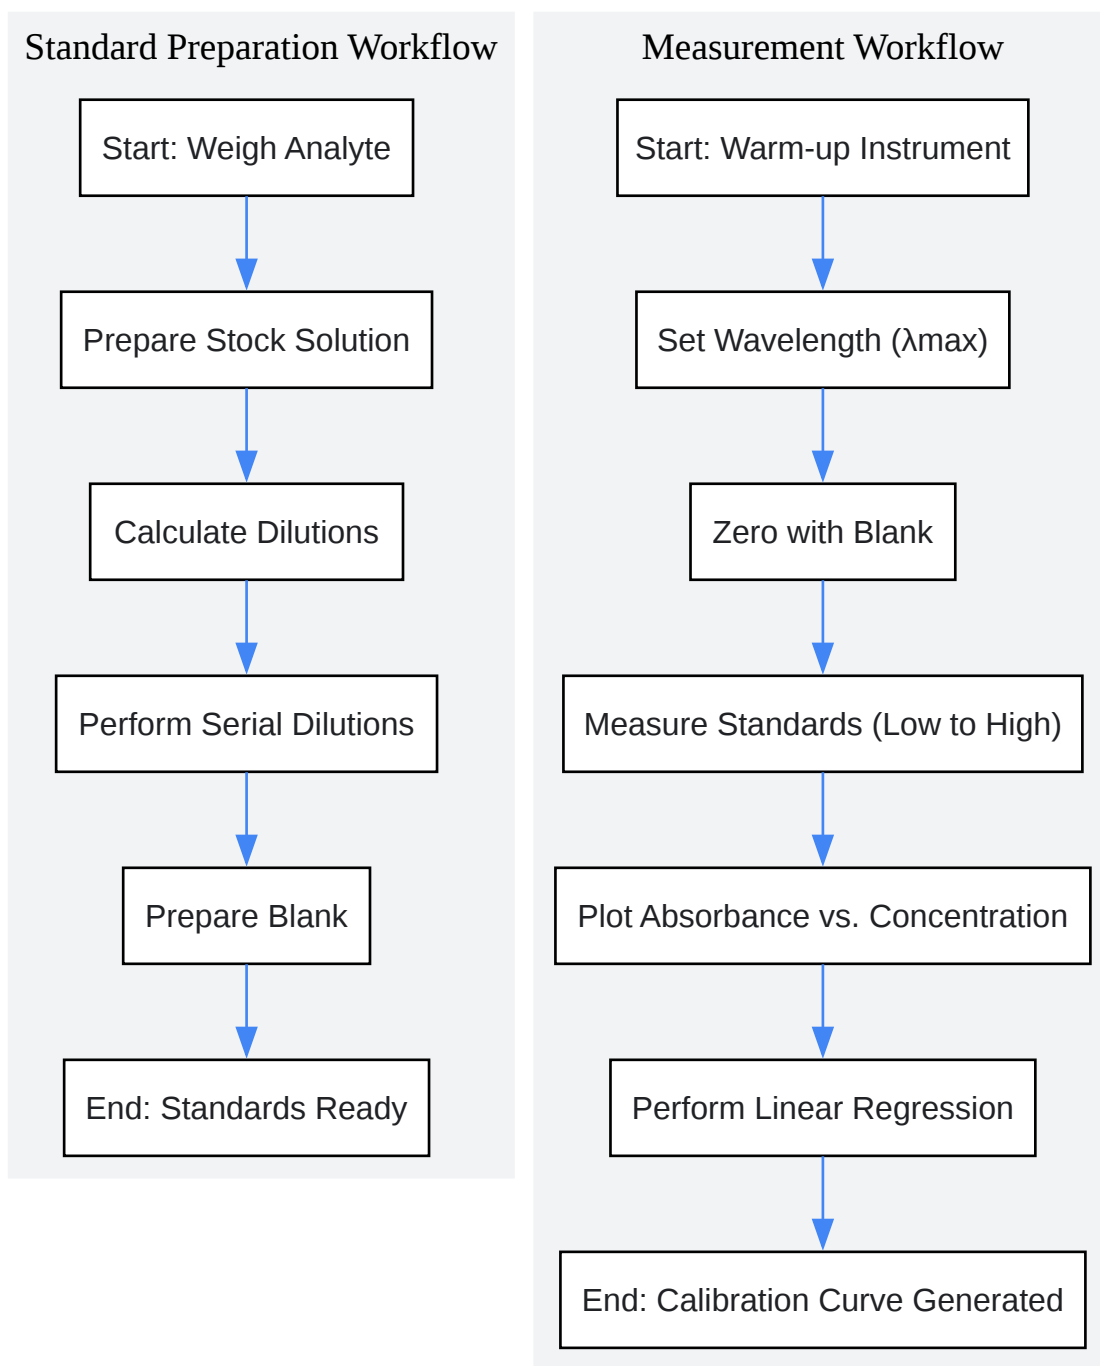 Standard Preparation Workflow
Start: Weigh Analyte
Prepare Stock Solution
Calculate Dilutions
Perform Serial Dilutions
Prepare Blank
End: Standards Ready
Measurement Workflow
Start: Warm-up Instrument
Set Wavelength (λmax)
Zero with Blank
Measure Standards (Low to High)
Plot Absorbance vs. Concentration
Perform Linear Regression
End: Calibration Curve Generated